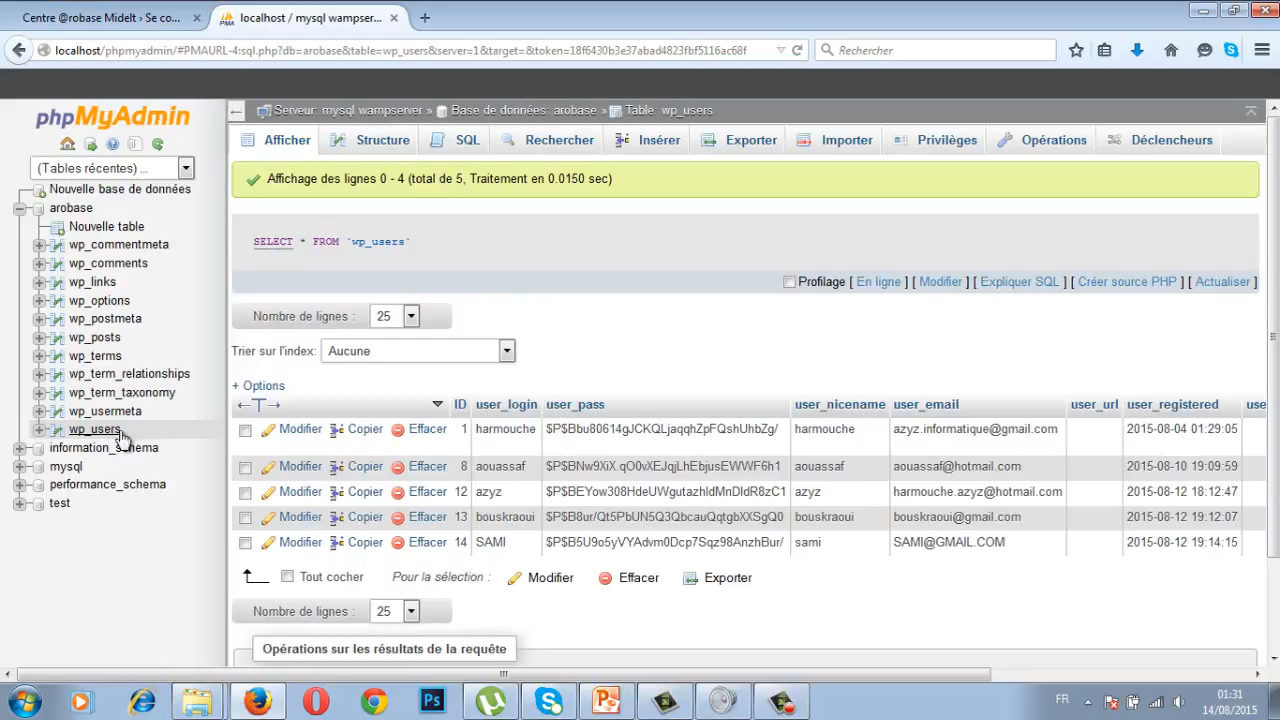 Centre @robase Midelt › Se co... ×
localhost / mysql wampser... × +
localhost/phpmyadmin/#PMAURL-4:sql.php?db=arobase&table=wp_users&server=1&target=&token=18f6430b3e37abad4823fbf5116ac68f
Rechercher
phpMyAdmin
(Tables récentes) ...
Nouvelle base de données
arobase
Nouvelle table
wp_commentmeta
wp_comments
wp_links
wp_options
wp_postmeta
wp_posts
wp_terms
wp_term_relationships
wp_term_taxonomy
wp_usermeta
wp_users
information_schema
mysql
performance_schema
test
Serveur: mysql wampserver » Base de données: arobase » Table: wp_users
Afficher Structure SQL Rechercher Insérer Exporter Importer Privilèges Opérations Déclencheurs
Affichage des lignes 0 - 4 (total de 5, Traitement en 0.0150 sec)
SELECT * FROM `wp_users`
Profilage [ En ligne ] [ Modifier ] [ Expliquer SQL ] [ Créer source PHP ] [ Actualiser ]
Nombre de lignes : 25
Trier sur l'index: Aucune
+ Options
←T→ ID user_login user_pass user_nicename user_email user_url user_registered use
Modifier Copier Effacer 1 harmouche $P$Bbu80614gJCKQLjaqqhZpFQshUhbZg/ harmouche azyz.informatique@gmail.com 2015-08-04 01:29:05
Modifier Copier Effacer 8 aouassaf $P$BNw9XiX.qO0vXEJqjLhEbjusEWWF6h1 aouassaf aouassaf@hotmail.com 2015-08-10 19:09:59
Modifier Copier Effacer 12 azyz $P$BEYow308HdeUWgutazhldMnDldR8zC1 azyz harmouche.azyz@hotmail.com 2015-08-12 18:12:47
Modifier Copier Effacer 13 bouskraoui $P$B8ur/Qt5PbUN5Q3QbcauQqtgbXXSgQ0 bouskraoui bouskraoui@gmail.com 2015-08-12 19:12:07
Modifier Copier Effacer 14 SAMI $P$B5U9o5yVYAdvm0Dcp7Sqz98AnzhBur/ sami SAMI@GMAIL.COM 2015-08-12 19:14:15
Tout cocher Pour la sélection : Modifier Effacer Exporter
Nombre de lignes : 25
Opérations sur les résultats de la requête
Ps
FR
01:31
14/08/2015